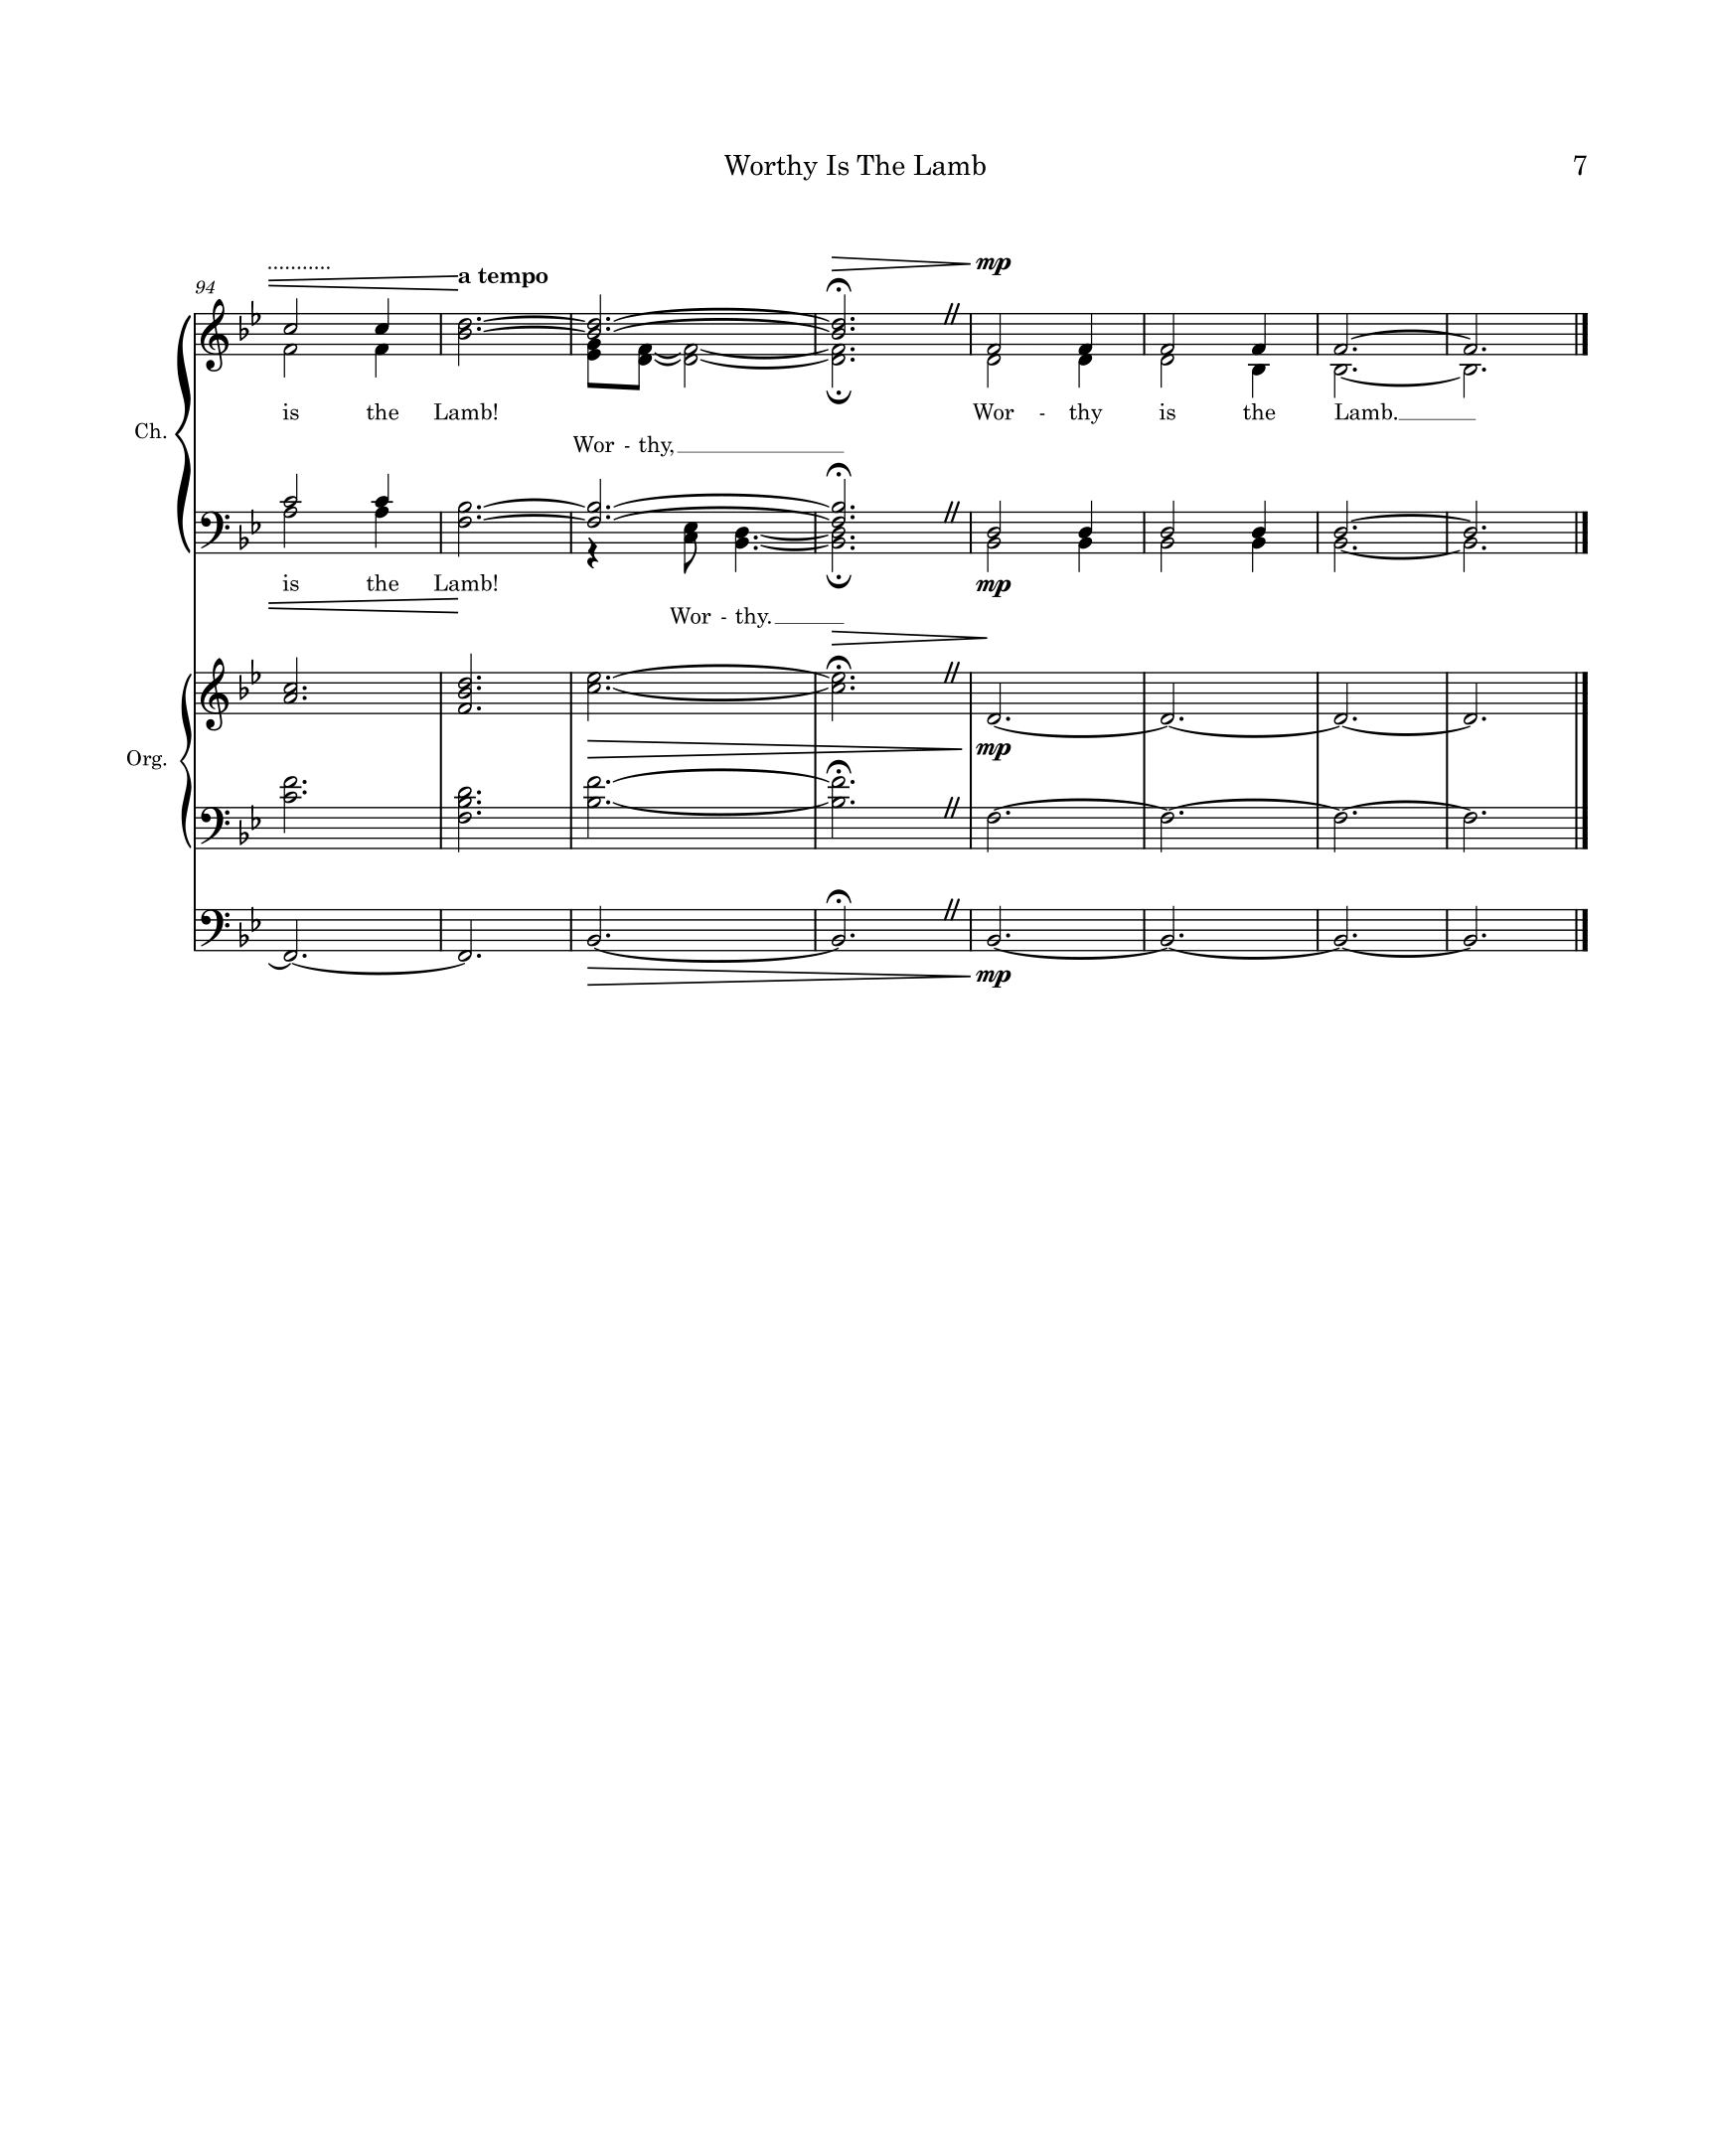 Worthy Is The Lamb 7
...........
94 a tempo
mp
is the Lamb! Wor - thy is the Lamb.
Ch.
Wor - thy,
is the Lamb! mp
Wor - thy.
Org. mp
mp